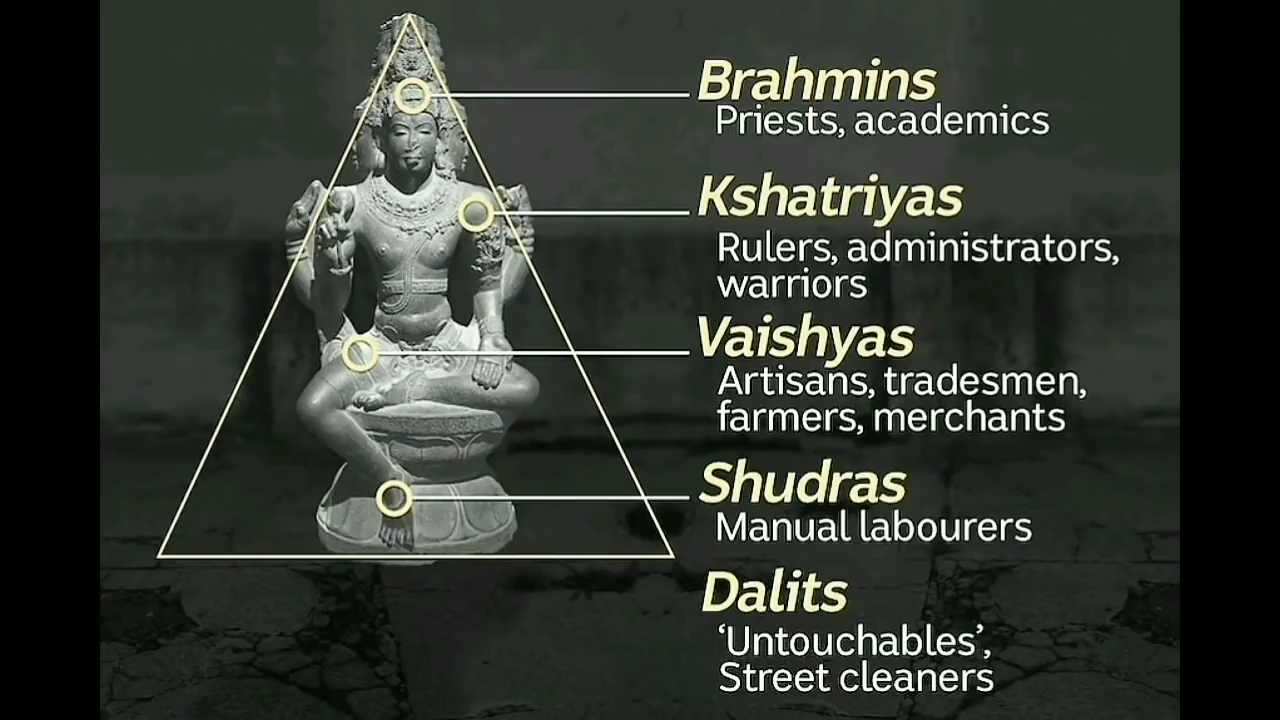 Brahmins
Priests, academics
Kshatriyas
Rulers, administrators,
warriors
Vaishyas
Artisans, tradesmen,
farmers, merchants
Shudras
Manual labourers
Dalits
‘Untouchables’,
Street cleaners